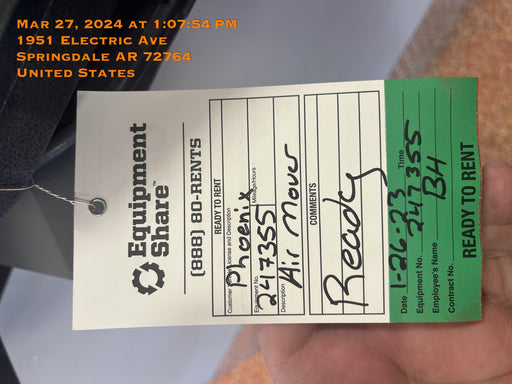 Mar 27, 2024 at 1:07:54 PM
1951 Electric Ave
Springdale AR 72764
United States
Equipment
Share™
(888) 80-RENTS
READY TO RENT
Customer License and Description
Phoenix
Equipment No. Mileage/Hours
247355
Description
Air Mover
COMMENTS
Ready
Date 1-26-23 Time
Equipment No. 247355
Employee's Name BH
Contract No.
READY TO RENT